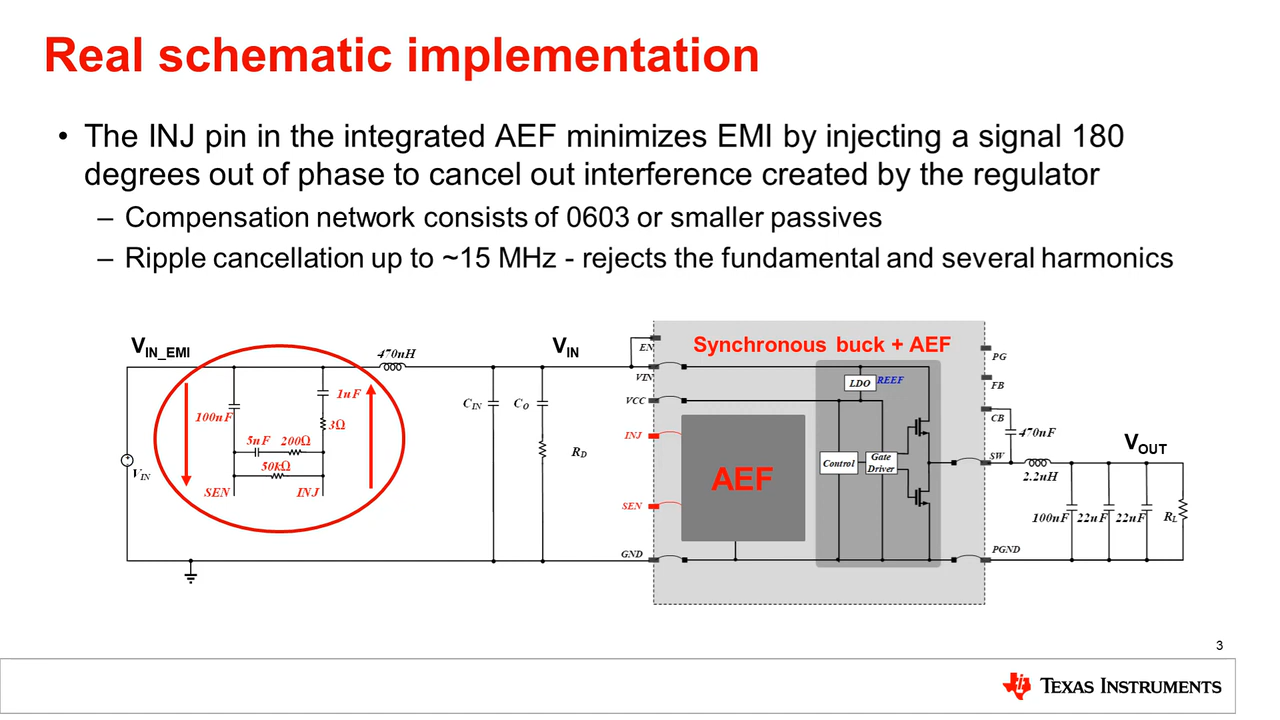 Real schematic implementation
• The INJ pin in the integrated AEF minimizes EMI by injecting a signal 180
degrees out of phase to cancel out interference created by the regulator
– Compensation network consists of 0603 or smaller passives
– Ripple cancellation up to ~15 MHz - rejects the fundamental and several harmonics
VIN_EMI
470nH
VIN
EN
Synchronous buck + AEF
PG
VIN
LDO
REEF
FB
1nF
CIN
CO
VCC
100nF
CB
3Ω
INJ
470nF
5nF
200Ω
VOUT
RD
Control
Gate
Driver
SW
50kΩ
VIN
AEF
2.2uH
SEN
INJ
SEN
100nF
22uF
22uF
RL
GND
PGND
3
TEXAS INSTRUMENTS